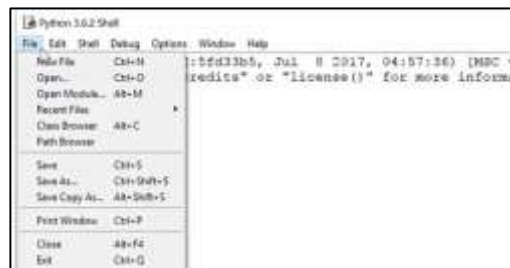 Python 3.6.2 Shell
File Edit Shell Debug Options Window Help
New File Ctrl+N
:5fd33b5, Jul 8 2017, 04:57:36) [MSC
Open... Ctrl+O
redits" or "license()" for more informa
Open Module... Alt+M
Recent Files
Class Browser Alt+C
Path Browser
Save Ctrl+S
Save As... Ctrl+Shift+S
Save Copy As... Alt+Shift+S
Print Window Ctrl+P
Close Alt+F4
Exit Ctrl+Q